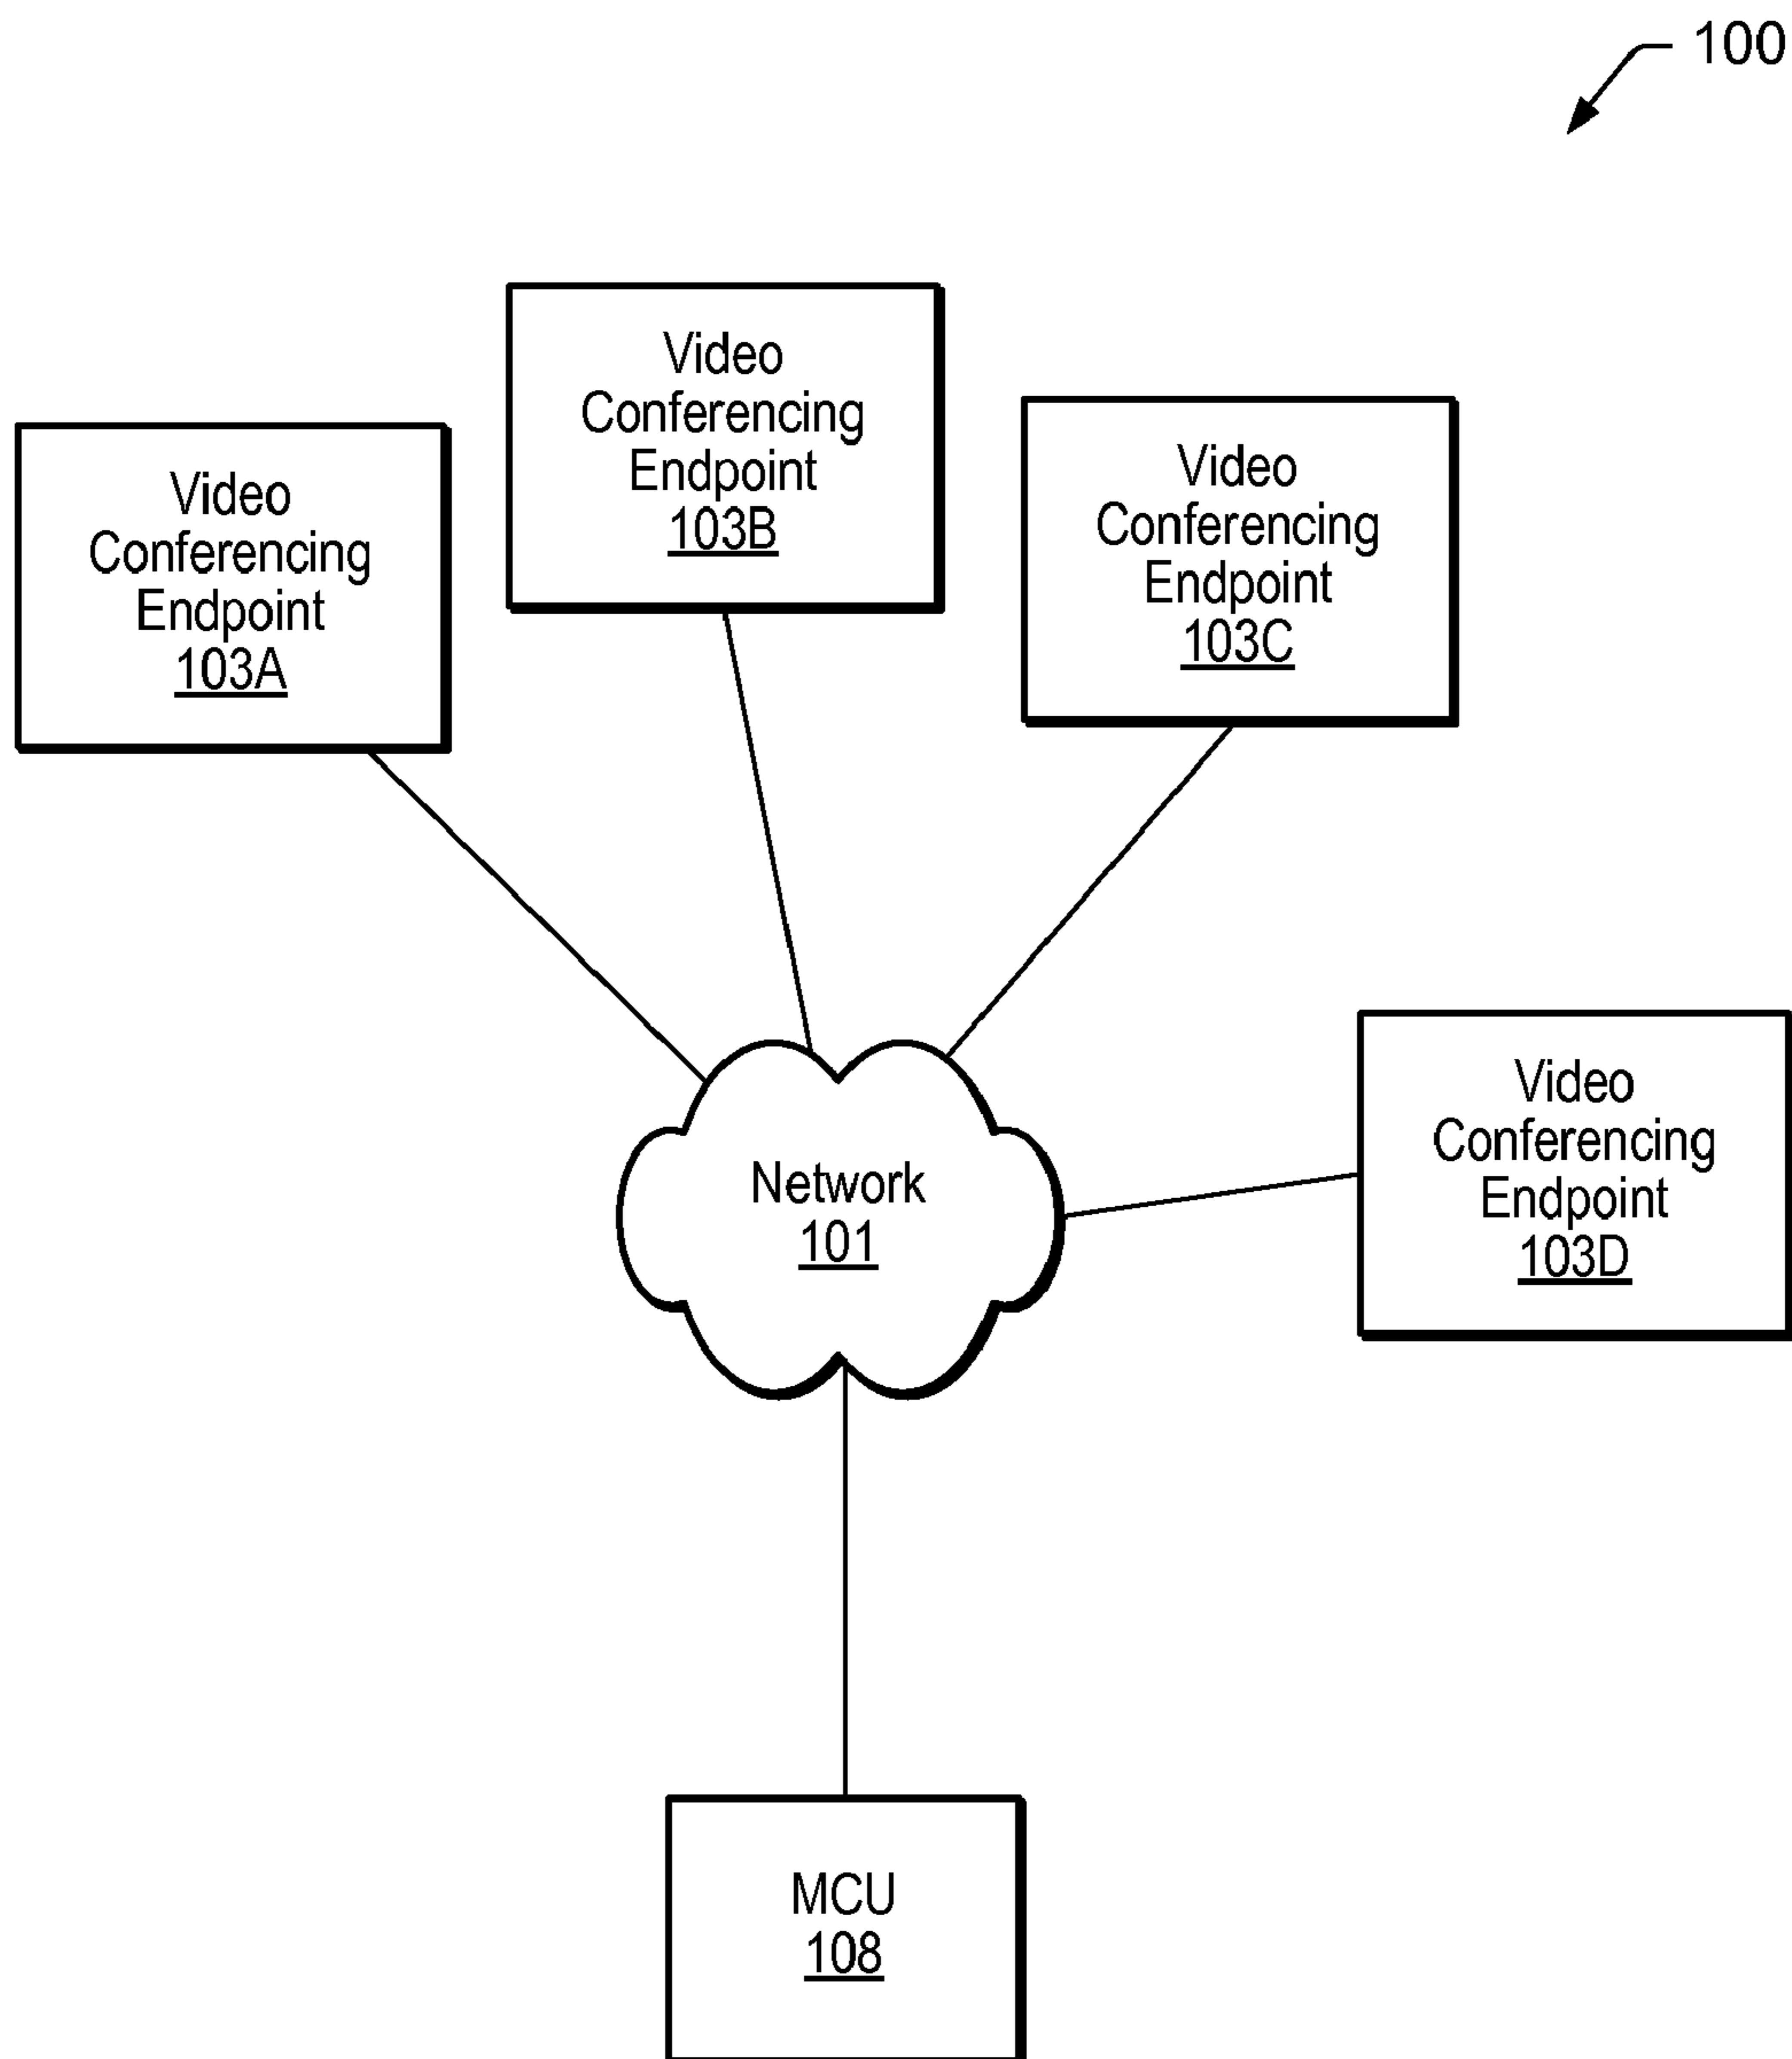 100
Video
Conferencing
Endpoint
103B
Video
Conferencing
Endpoint
103C
Video
Conferencing
Endpoint
103A
Video
Conferencing
Endpoint
103D
Network
101
MCU
108